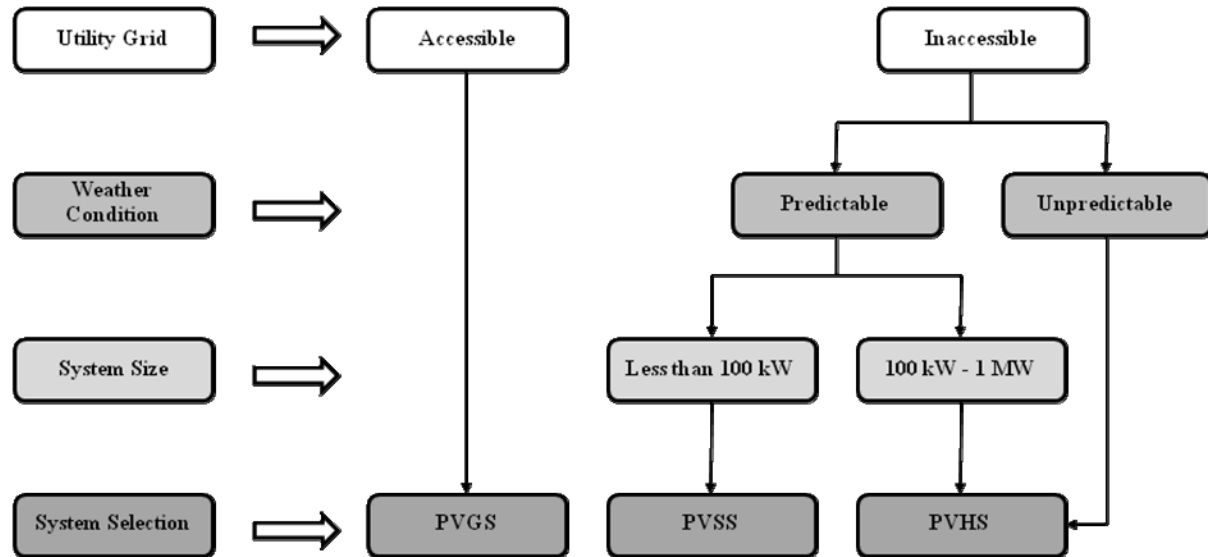 Utility Grid
Accessible
Inaccessible
Weather
Condition
Predictable
Unpredictable
System Size
Less than 100 kW
100 kW - 1 MW
System Selection
PVGS
PVSS
PVHS